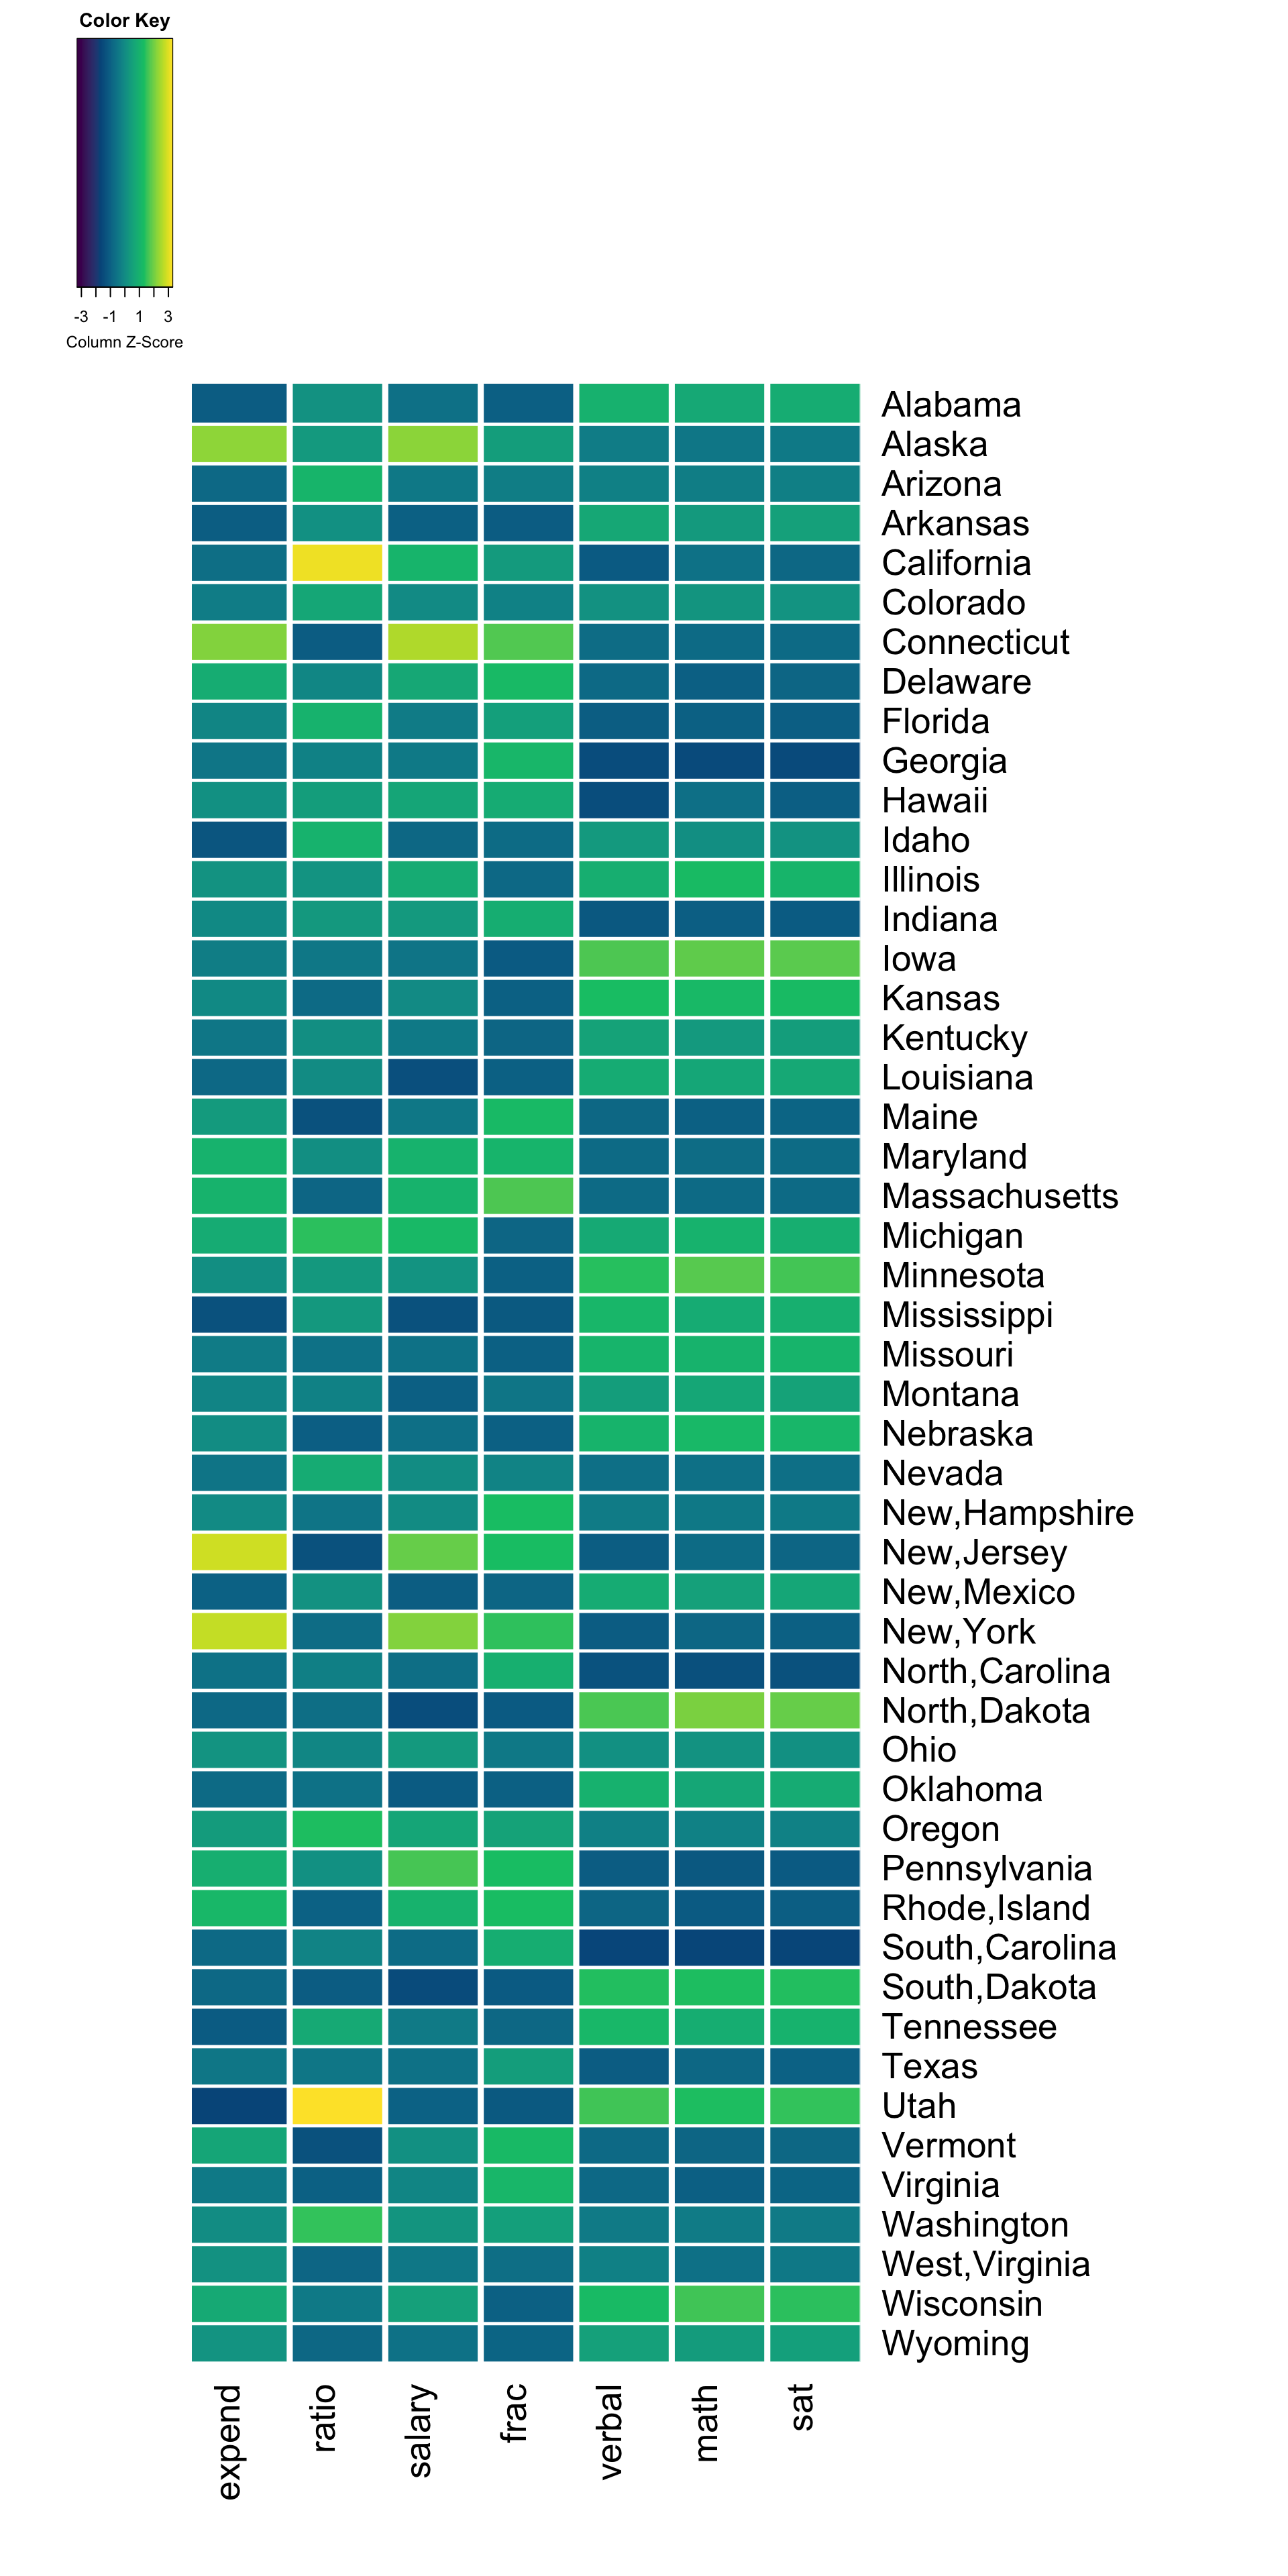 Color Key
-3 -1 1 3
Column Z-Score
Alabama
Alaska
Arizona
Arkansas
California
Colorado
Connecticut
Delaware
Florida
Georgia
Hawaii
Idaho
Illinois
Indiana
Iowa
Kansas
Kentucky
Louisiana
Maine
Maryland
Massachusetts
Michigan
Minnesota
Mississippi
Missouri
Montana
Nebraska
Nevada
New,Hampshire
New,Jersey
New,Mexico
New,York
North,Carolina
North,Dakota
Ohio
Oklahoma
Oregon
Pennsylvania
Rhode,Island
South,Carolina
South,Dakota
Tennessee
Texas
Utah
Vermont
Virginia
Washington
West,Virginia
Wisconsin
Wyoming
expend ratio salary frac verbal math sat